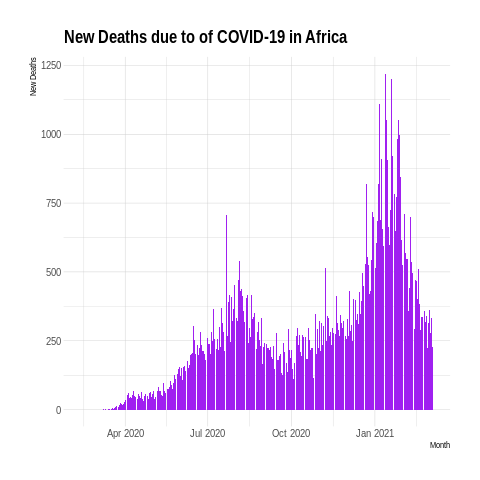 New Deaths due to of COVID-19 in Africa
New Deaths
1250
1000
750
500
250
0
Apr 2020 Jul 2020 Oct 2020 Jan 2021
Month